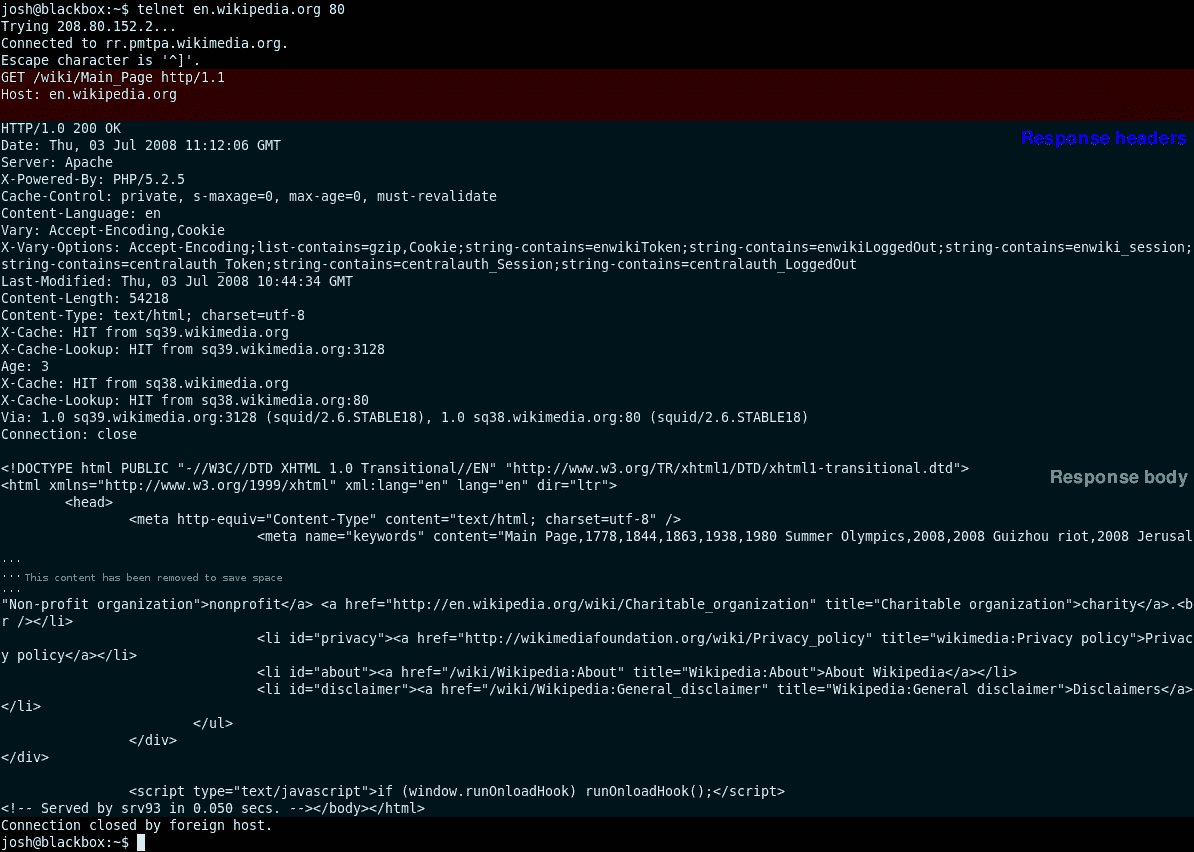 josh@blackbox:~$ telnet en.wikipedia.org 80
Trying 208.80.152.2...
Connected to rr.pmtpa.wikimedia.org.
Escape character is '^]'.
GET /wiki/Main_Page http/1.1
Host: en.wikipedia.org

HTTP/1.0 200 OK
Response headers
Date: Thu, 03 Jul 2008 11:12:06 GMT
Server: Apache
X-Powered-By: PHP/5.2.5
Cache-Control: private, s-maxage=0, max-age=0, must-revalidate
Content-Language: en
Vary: Accept-Encoding,Cookie
X-Vary-Options: Accept-Encoding;list-contains=gzip,Cookie;string-contains=enwikiToken;string-contains=enwikiLoggedOut;string-contains=enwiki_session;
string-contains=centralauth_Token;string-contains=centralauth_Session;string-contains=centralauth_LoggedOut
Last-Modified: Thu, 03 Jul 2008 10:44:34 GMT
Content-Length: 54218
Content-Type: text/html; charset=utf-8
X-Cache: HIT from sq39.wikimedia.org
X-Cache-Lookup: HIT from sq39.wikimedia.org:3128
Age: 3
X-Cache: HIT from sq38.wikimedia.org
X-Cache-Lookup: HIT from sq38.wikimedia.org:80
Via: 1.0 sq39.wikimedia.org:3128 (squid/2.6.STABLE18), 1.0 sq38.wikimedia.org:80 (squid/2.6.STABLE18)
Connection: close

<!DOCTYPE html PUBLIC "-//W3C//DTD XHTML 1.0 Transitional//EN" "http://www.w3.org/TR/xhtml1/DTD/xhtml1-transitional.dtd">
Response body
<html xmlns="http://www.w3.org/1999/xhtml" xml:lang="en" lang="en" dir="ltr">
<head>
<meta http-equiv="Content-Type" content="text/html; charset=utf-8" />
<meta name="keywords" content="Main Page,1778,1844,1863,1938,1980 Summer Olympics,2008,2008 Guizhou riot,2008 Jerusal
...
... This content has been removed to save space
...
"Non-profit organization">nonprofit</a> <a href="http://en.wikipedia.org/wiki/Charitable_organization" title="Charitable organization">charity</a>.<b
r /></li>
<li id="privacy"><a href="http://wikimediafoundation.org/wiki/Privacy_policy" title="wikimedia:Privacy policy">Privac
y policy</a></li>
<li id="about"><a href="/wiki/Wikipedia:About" title="Wikipedia:About">About Wikipedia</a></li>
<li id="disclaimer"><a href="/wiki/Wikipedia:General_disclaimer" title="Wikipedia:General disclaimer">Disclaimers</a>
</li>
</ul>
</div>
</div>

<script type="text/javascript">if (window.runOnloadHook) runOnloadHook();</script>
<!-- Served by srv93 in 0.050 secs. --></body></html>
Connection closed by foreign host.
josh@blackbox:~$